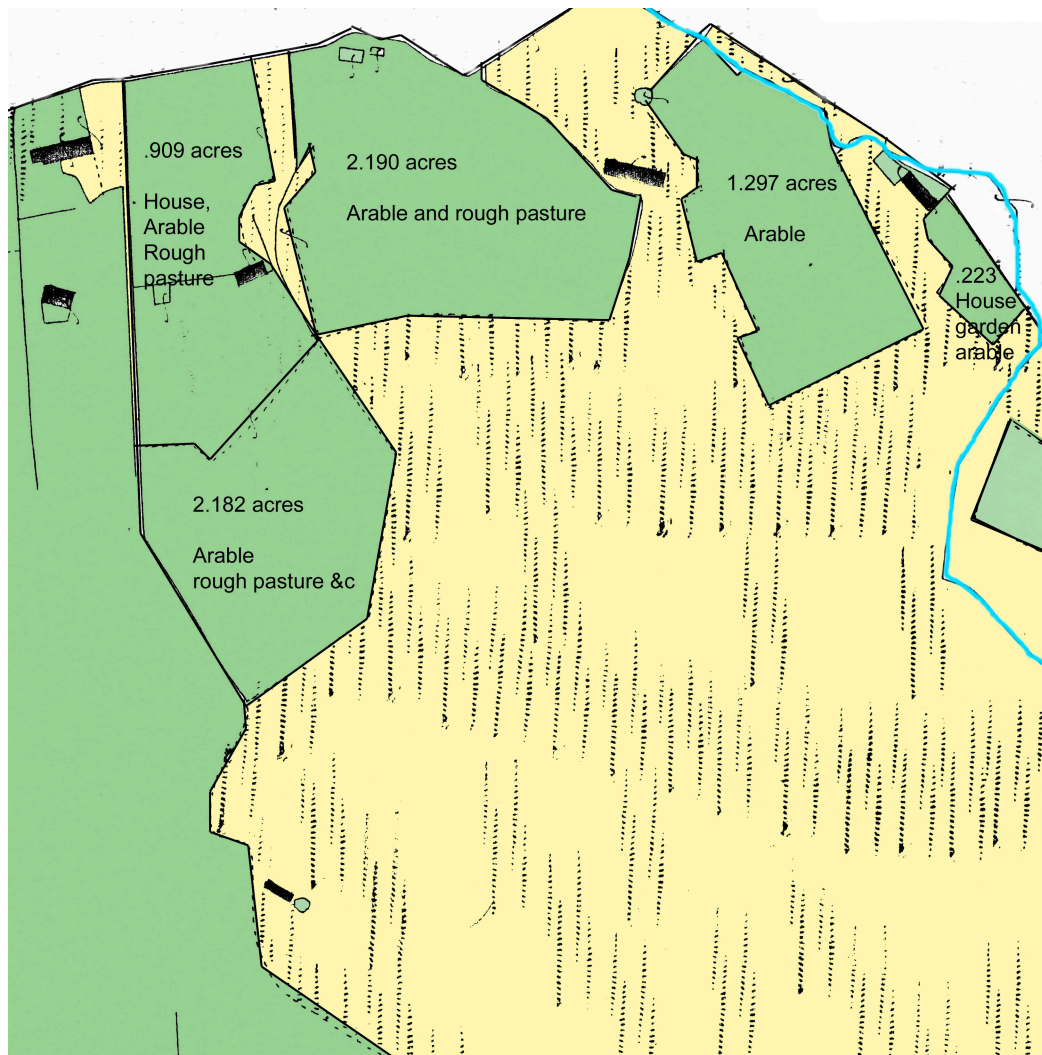 .909 acres
House,
Arable
Rough
pasture
2.190 acres
Arable and rough pasture
1.297 acres
Arable
.223
House
garden
arable
2.182 acres
Arable
rough pasture &c